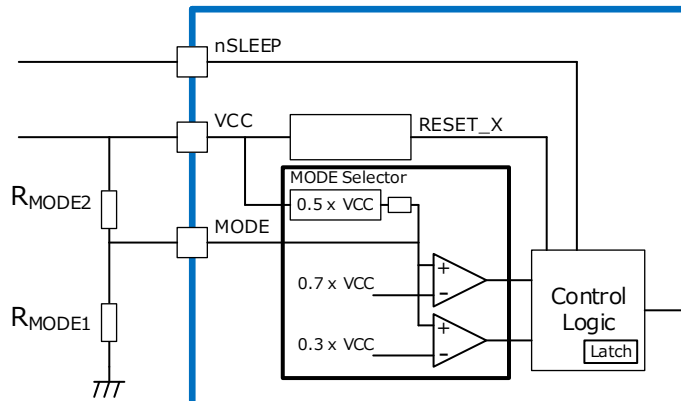 nSLEEP
VCC
RESET_X
MODE Selector
RMODE2
0.5 x VCC
MODE
+
0.7 x VCC
−
Control
Logic
RMODE1
+
0.3 x VCC
−
Latch